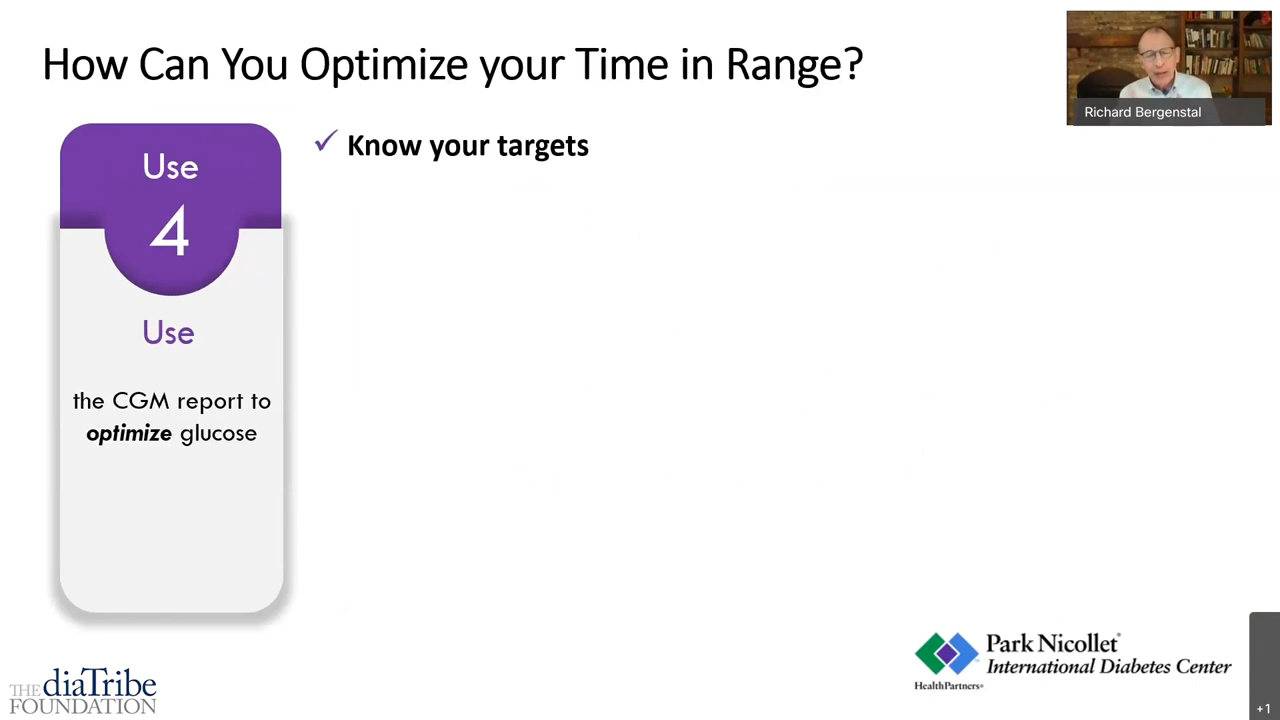 How Can You Optimize your Time in Range?
Richard Bergenstal
Use
4
Use
the CGM report to
optimize glucose
✓ Know your targets
THE diaTribe
FOUNDATION
Park Nicollet®
International Diabetes Center
HealthPartners®
+1